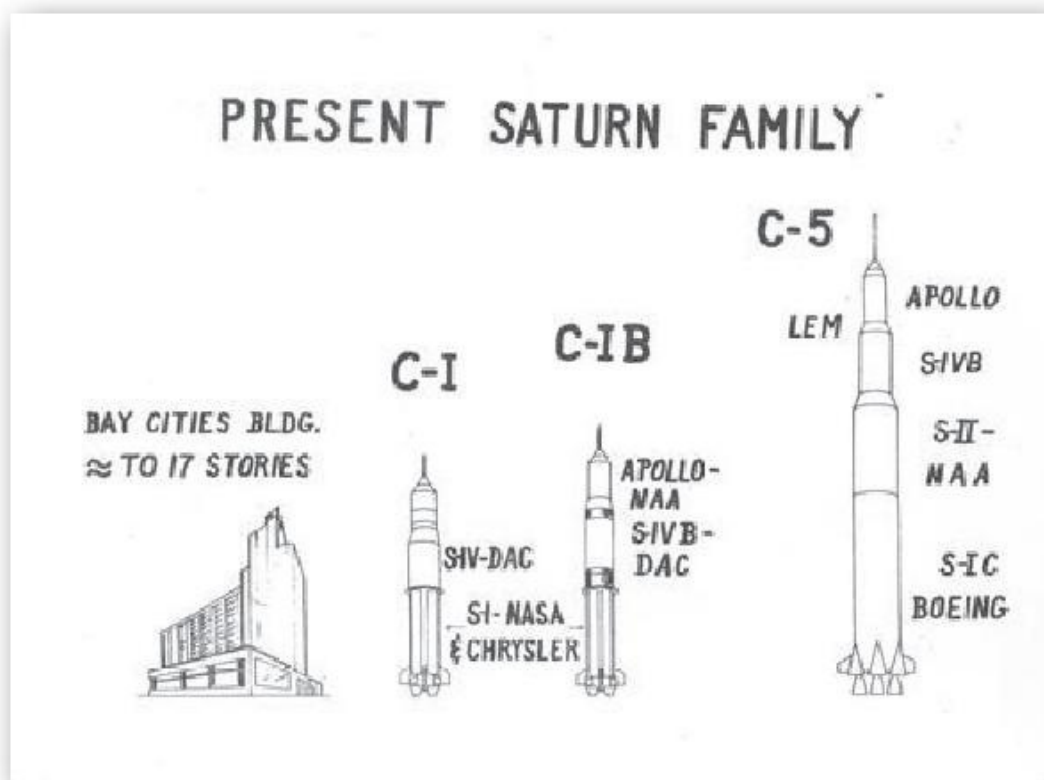 PRESENT SATURN FAMILY
C-5
APOLLO
LEM
S-IVB
S-II-
NAA
S-IC
BOEING
C-IB
APOLLO-
NAA
S-IVB-
DAC
C-I
S-IV-DAC
S-I-NASA
& CHRYSLER
BAY CITIES BLDG.
≈ TO 17 STORIES